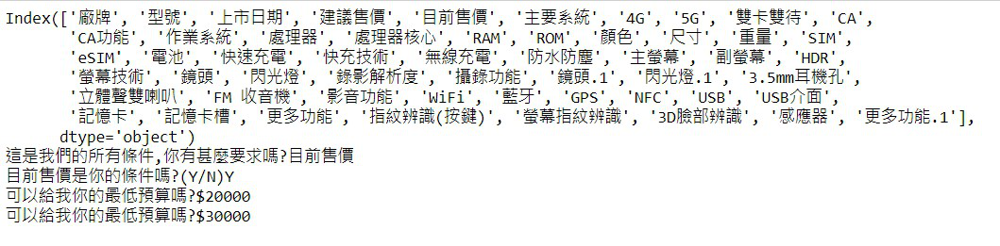 Index(['廠牌', '型號', '上市日期', '建議售價', '目前售價', '主要系統', '4G', '5G', '雙卡雙待', 'CA',
'CA功能', '作業系統', '處理器', '處理器核心', 'RAM', 'ROM', '顏色', '尺寸', '重量', 'SIM',
'eSIM', '電池', '快速充電', '快充技術', '無線充電', '防水防塵', '主螢幕', '副螢幕', 'HDR',
'螢幕技術', '鏡頭', '閃光燈', '錄影解析度', '攝錄功能', '鏡頭.1', '閃光燈.1', '3.5mm耳機孔',
'立體聲雙喇叭', 'FM 收音機', '影音功能', 'WiFi', '藍牙', 'GPS', 'NFC', 'USB', 'USB介面',
'記憶卡', '記憶卡槽', '更多功能', '指紋辨識(按鍵)', '螢幕指紋辨識', '3D臉部辨識', '感應器', '更多功能.1'],
dtype='object')
這是我們的所有條件,你有甚麼要求嗎?目前售價
目前售價是你的條件嗎?(Y/N)Y
可以給我你的最低預算嗎?$20000
可以給我你的最低預算嗎?$30000